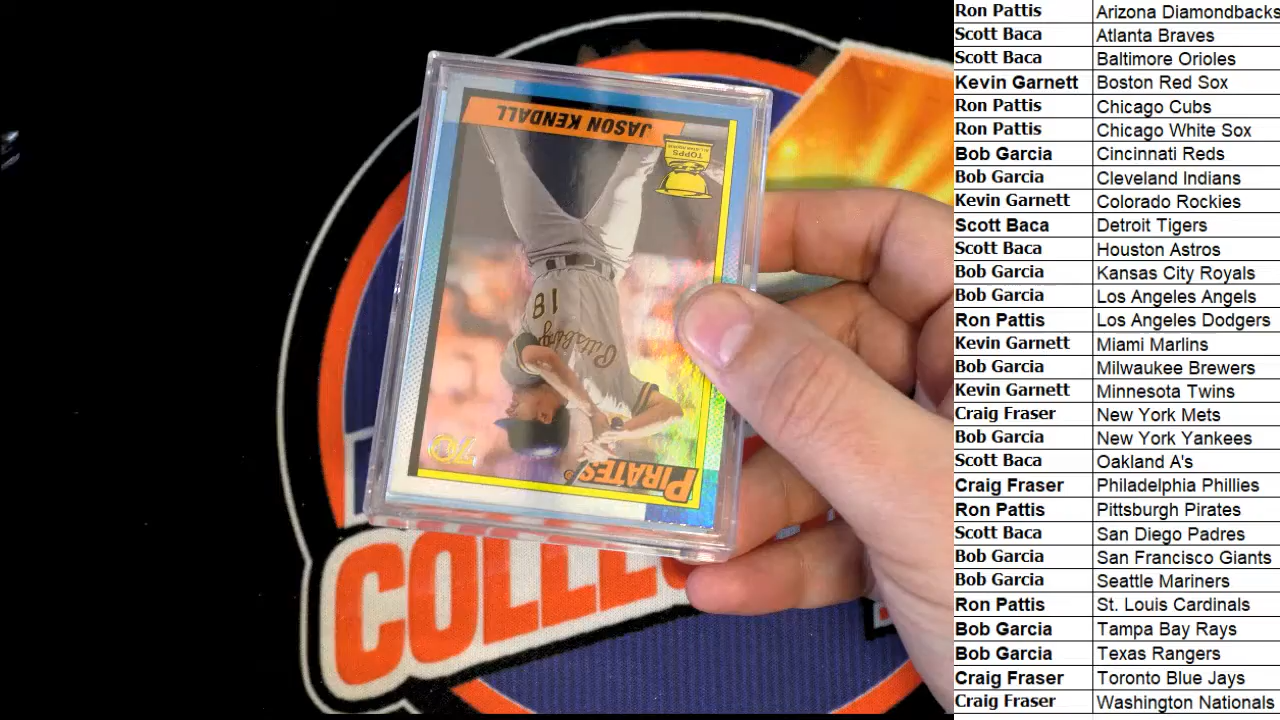 JASON KENDALL
TOPPS
18
Pittsburgh
70
PIRATES
COLLE
Ron Pattis Arizona Diamondbacks
Scott Baca Atlanta Braves
Scott Baca Baltimore Orioles
Kevin Garnett Boston Red Sox
Ron Pattis Chicago Cubs
Ron Pattis Chicago White Sox
Bob Garcia Cincinnati Reds
Bob Garcia Cleveland Indians
Kevin Garnett Colorado Rockies
Scott Baca Detroit Tigers
Scott Baca Houston Astros
Bob Garcia Kansas City Royals
Bob Garcia Los Angeles Angels
Ron Pattis Los Angeles Dodgers
Kevin Garnett Miami Marlins
Bob Garcia Milwaukee Brewers
Kevin Garnett Minnesota Twins
Craig Fraser New York Mets
Bob Garcia New York Yankees
Scott Baca Oakland A's
Craig Fraser Philadelphia Phillies
Ron Pattis Pittsburgh Pirates
Scott Baca San Diego Padres
Bob Garcia San Francisco Giants
Bob Garcia Seattle Mariners
Ron Pattis St. Louis Cardinals
Bob Garcia Tampa Bay Rays
Bob Garcia Texas Rangers
Craig Fraser Toronto Blue Jays
Craig Fraser Washington Nationals